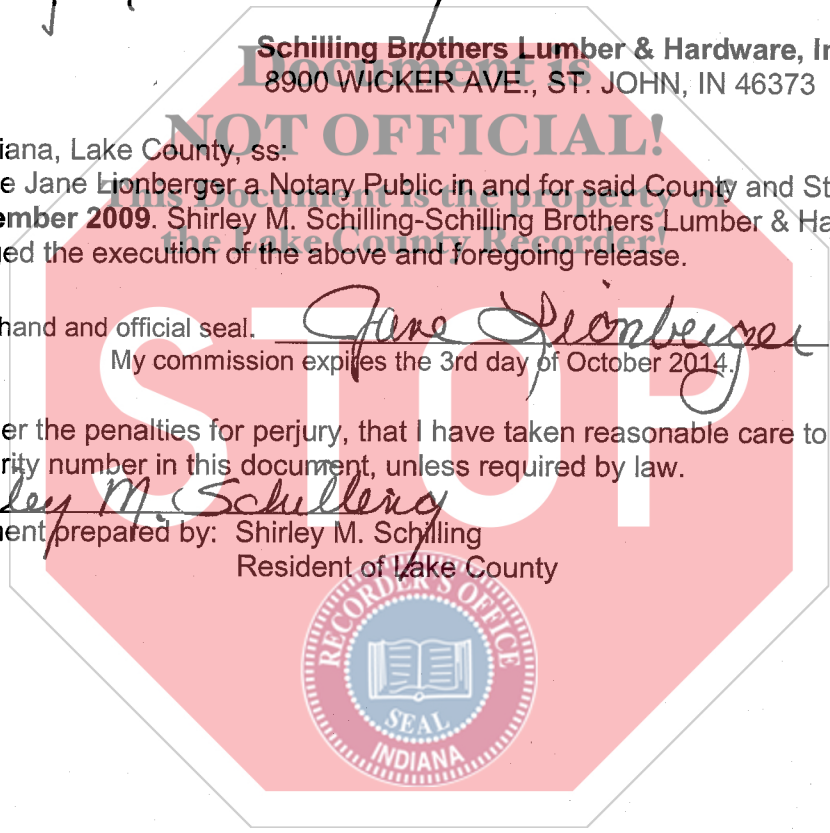 Schilling Brothers Lumber & Hardware, In
Document is
8900 WICKER AVE., ST. JOHN, IN 46373
NOT OFFICIAL!
iana, Lake County, ss:
e Jane Lionberger a Notary Public in and for said County and St
This Document is the property of
ember 2009. Shirley M. Schilling-Schilling Brothers Lumber & Ha
the Lake County Recorder!
ed the execution of the above and foregoing release.
hand and official seal. Jane Lionberger
My commission expires the 3rd day of October 2014.
STOP
er the penalties for perjury, that I have taken reasonable care to
rity number in this document, unless required by law.
ley M. Schilling
ent prepared by: Shirley M. Schilling
Resident of Lake County
RECORDER'S OFFICE
SEAL
INDIANA